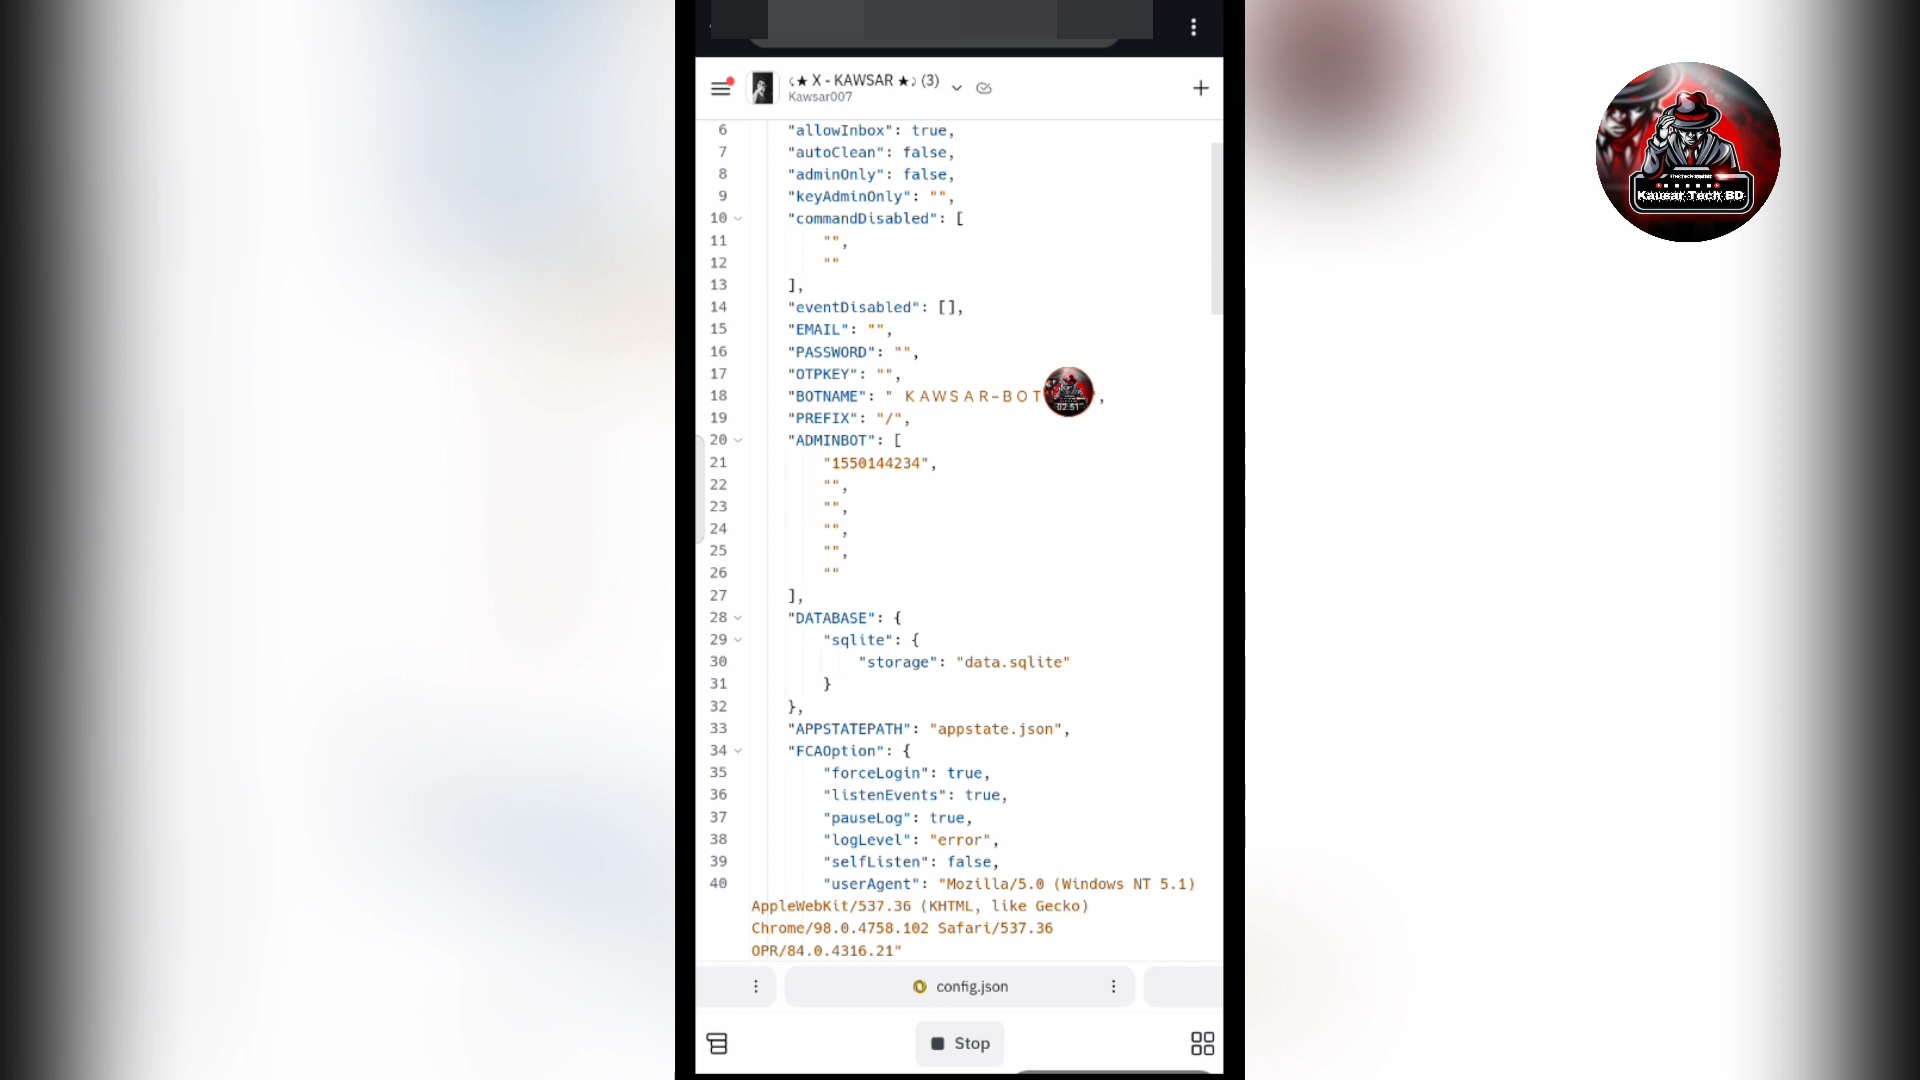 ⟨★ X - KAWSAR ★⟩ (3)
Kawsar007
6 "allowInbox": true,
7 "autoClean": false,
8 "adminOnly": false,
9 "keyAdminOnly": "",
10 "commandDisabled": [
11 "",
12 ""
13 ],
14 "eventDisabled": [],
15 "EMAIL": "",
16 "PASSWORD": "",
17 "OTPKEY": "",
18 "BOTNAME": " K A W S A R - B O T ",
19 "PREFIX": "/",
20 "ADMINBOT": [
21 "1550144234",
22 "",
23 "",
24 "",
25 "",
26 ""
27 ],
28 "DATABASE": {
29 "sqlite": {
30 "storage": "data.sqlite"
31 }
32 },
33 "APPSTATEPATH": "appstate.json",
34 "FCAOption": {
35 "forceLogin": true,
36 "listenEvents": true,
37 "pauseLog": true,
38 "logLevel": "error",
39 "selfListen": false,
40 "userAgent": "Mozilla/5.0 (Windows NT 5.1)
AppleWebKit/537.36 (KHTML, like Gecko)
Chrome/98.0.4758.102 Safari/537.36
OPR/84.0.4316.21"
config.json
Stop
02:51
Kawsar Tech BD